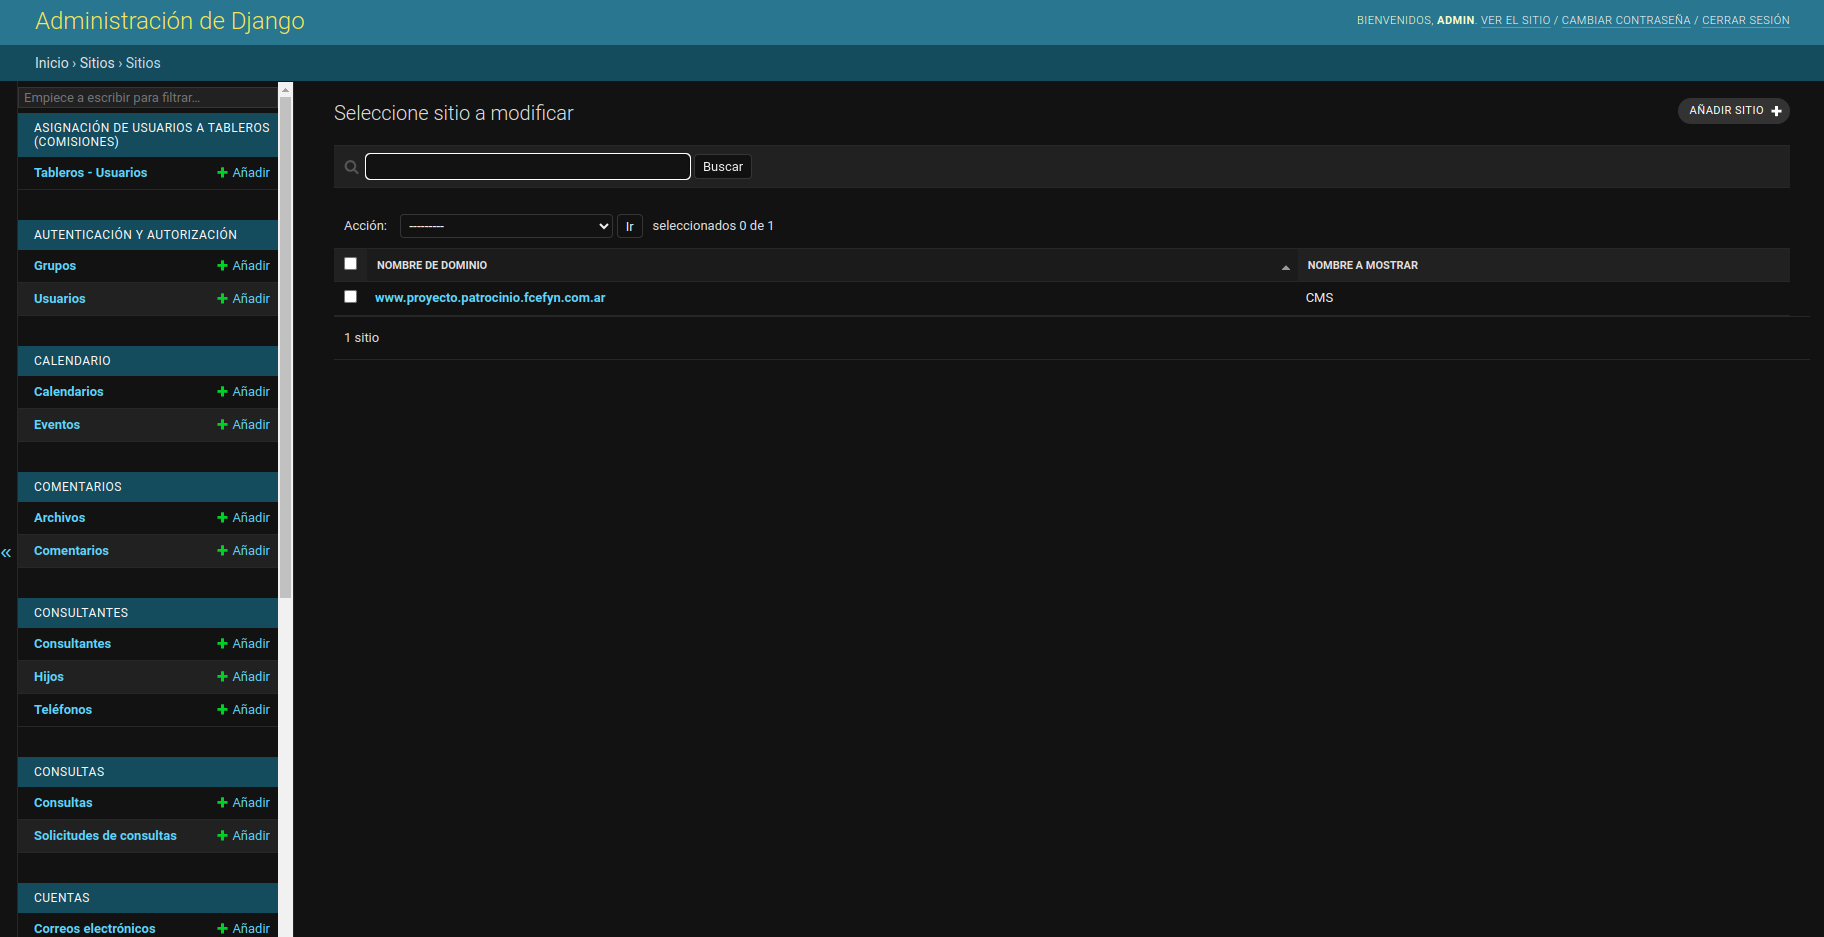 Administración de Django
BIENVENIDOS, ADMIN. VER EL SITIO / CAMBIAR CONTRASEÑA / CERRAR SESIÓN
Inicio › Sitios › Sitios
Empiece a escribir para filtrar...
ASIGNACIÓN DE USUARIOS A TABLEROS
(COMISIONES)
Tableros - Usuarios Añadir
AUTENTICACIÓN Y AUTORIZACIÓN
Grupos Añadir
Usuarios Añadir
CALENDARIO
Calendarios Añadir
Eventos Añadir
COMENTARIOS
Archivos Añadir
Comentarios Añadir
CONSULTANTES
Consultantes Añadir
Hijos Añadir
Teléfonos Añadir
CONSULTAS
Consultas Añadir
Solicitudes de consultas Añadir
CUENTAS
Correos electrónicos Añadir
«
Seleccione sitio a modificar
AÑADIR SITIO
Buscar
Acción: --------- Ir seleccionados 0 de 1
NOMBRE DE DOMINIO NOMBRE A MOSTRAR
www.proyecto.patrocinio.fcefyn.com.ar CMS
1 sitio